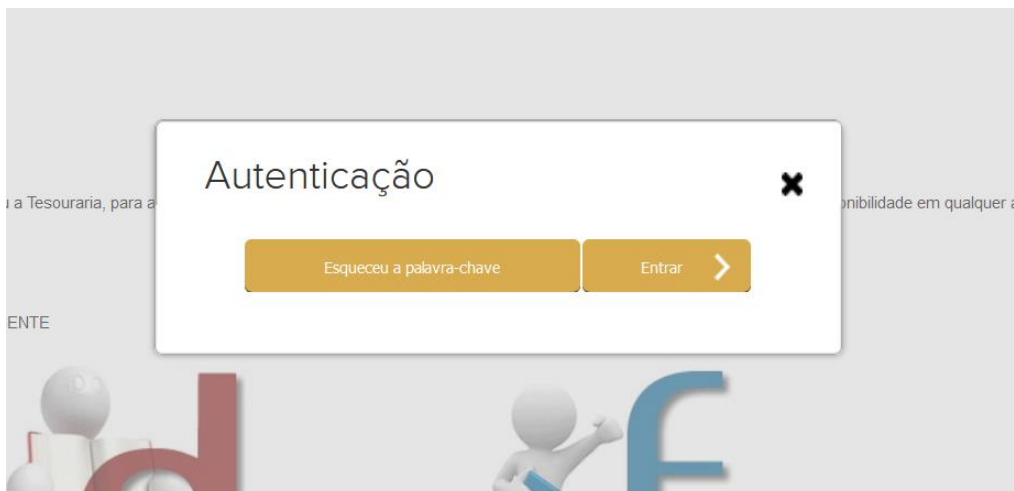 Autenticação
a Tesouraria, para a
onibilidade em qualquer a
Esqueceu a palavra-chave
Entrar
ENTE
d
f